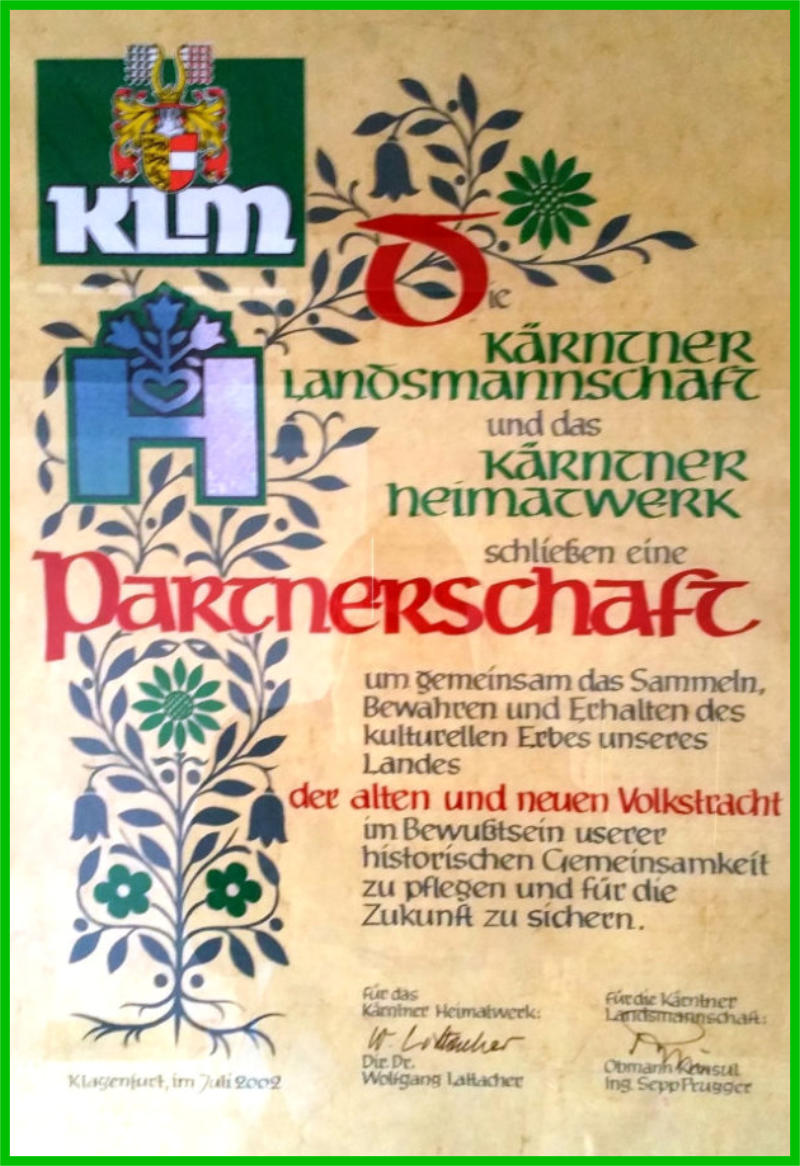 KLM
H
Die
KÄRNTNER
LANDSMANNSCHAFT
und das
KÄRNTNER
HEIMATWERK
schließen eine
PARTNERSCHAFT
um gemeinsam das Sammeln,
Bewahren und Erhalten des
kulturellen Erbes unseres
Landes
der alten und neuen Volkstracht
im Bewußtsein userer
historischen Gemeinsamkeit
zu pflegen und für die
Zukunft zu sichern.
Für das
Kärntner Heimatwerk:
Dir. Dr.
Wolfgang Lattacher
Für die Kärntner
Landsmannschaft:
Obmann Konsul
Ing. Sepp Prugger
Klagenfurt, im Juli 2002